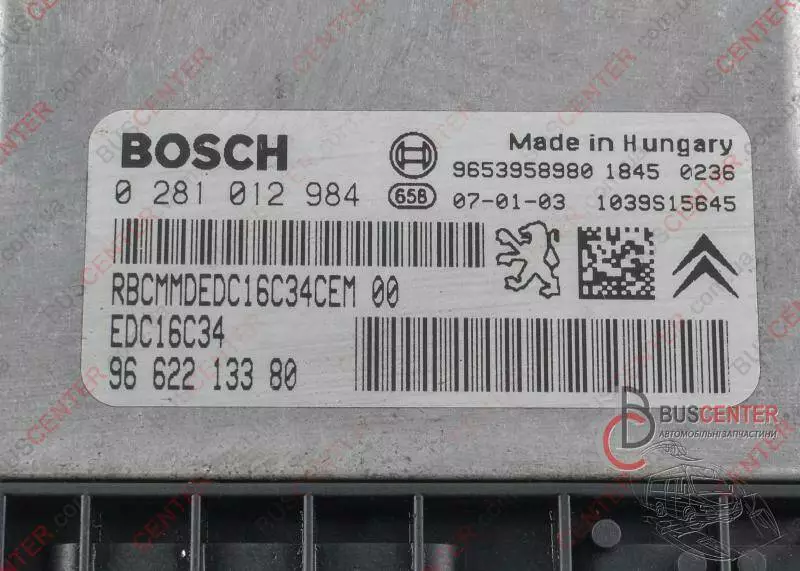 BOSCH
Made in Hungary
9653958980 1845 0236
0 281 012 984
65B
07-01-03 1039S15645
RBCMMDEDC16C34CEM 00
EDC16C34
96 622 133 80
BUSCENTER
АВТОМОБІЛЬНІ ЗАПЧАСТИНИ